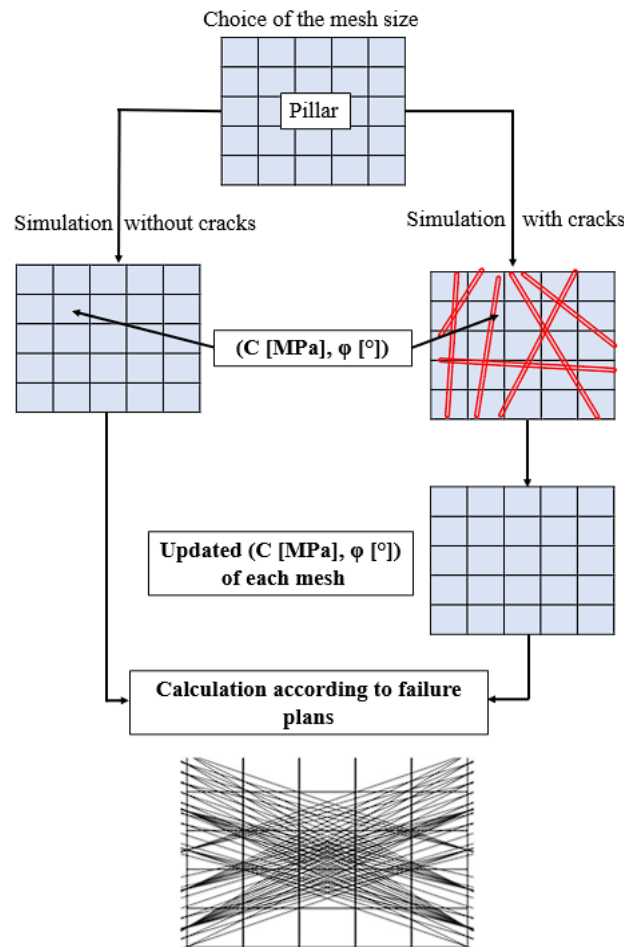 Choice of the mesh size
Pillar
Simulation without cracks
Simulation with cracks
(C [MPa], φ [°])
Updated (C [MPa], φ [°])
of each mesh
Calculation according to failure
plans